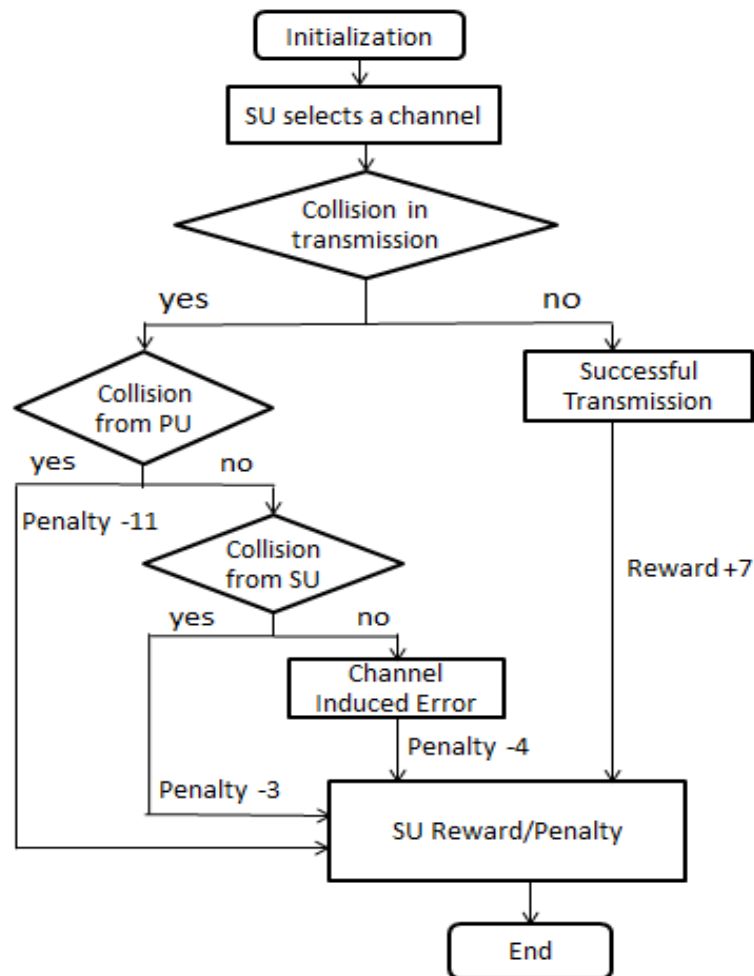 Initialization
SU selects a channel
Collision in
transmission
yes
no
Collision
from PU
Successful
Transmission
yes
no
Penalty -11
Collision
from SU
Reward +7
yes
no
Channel
Induced Error
Penalty -4
Penalty -3
SU Reward/Penalty
End